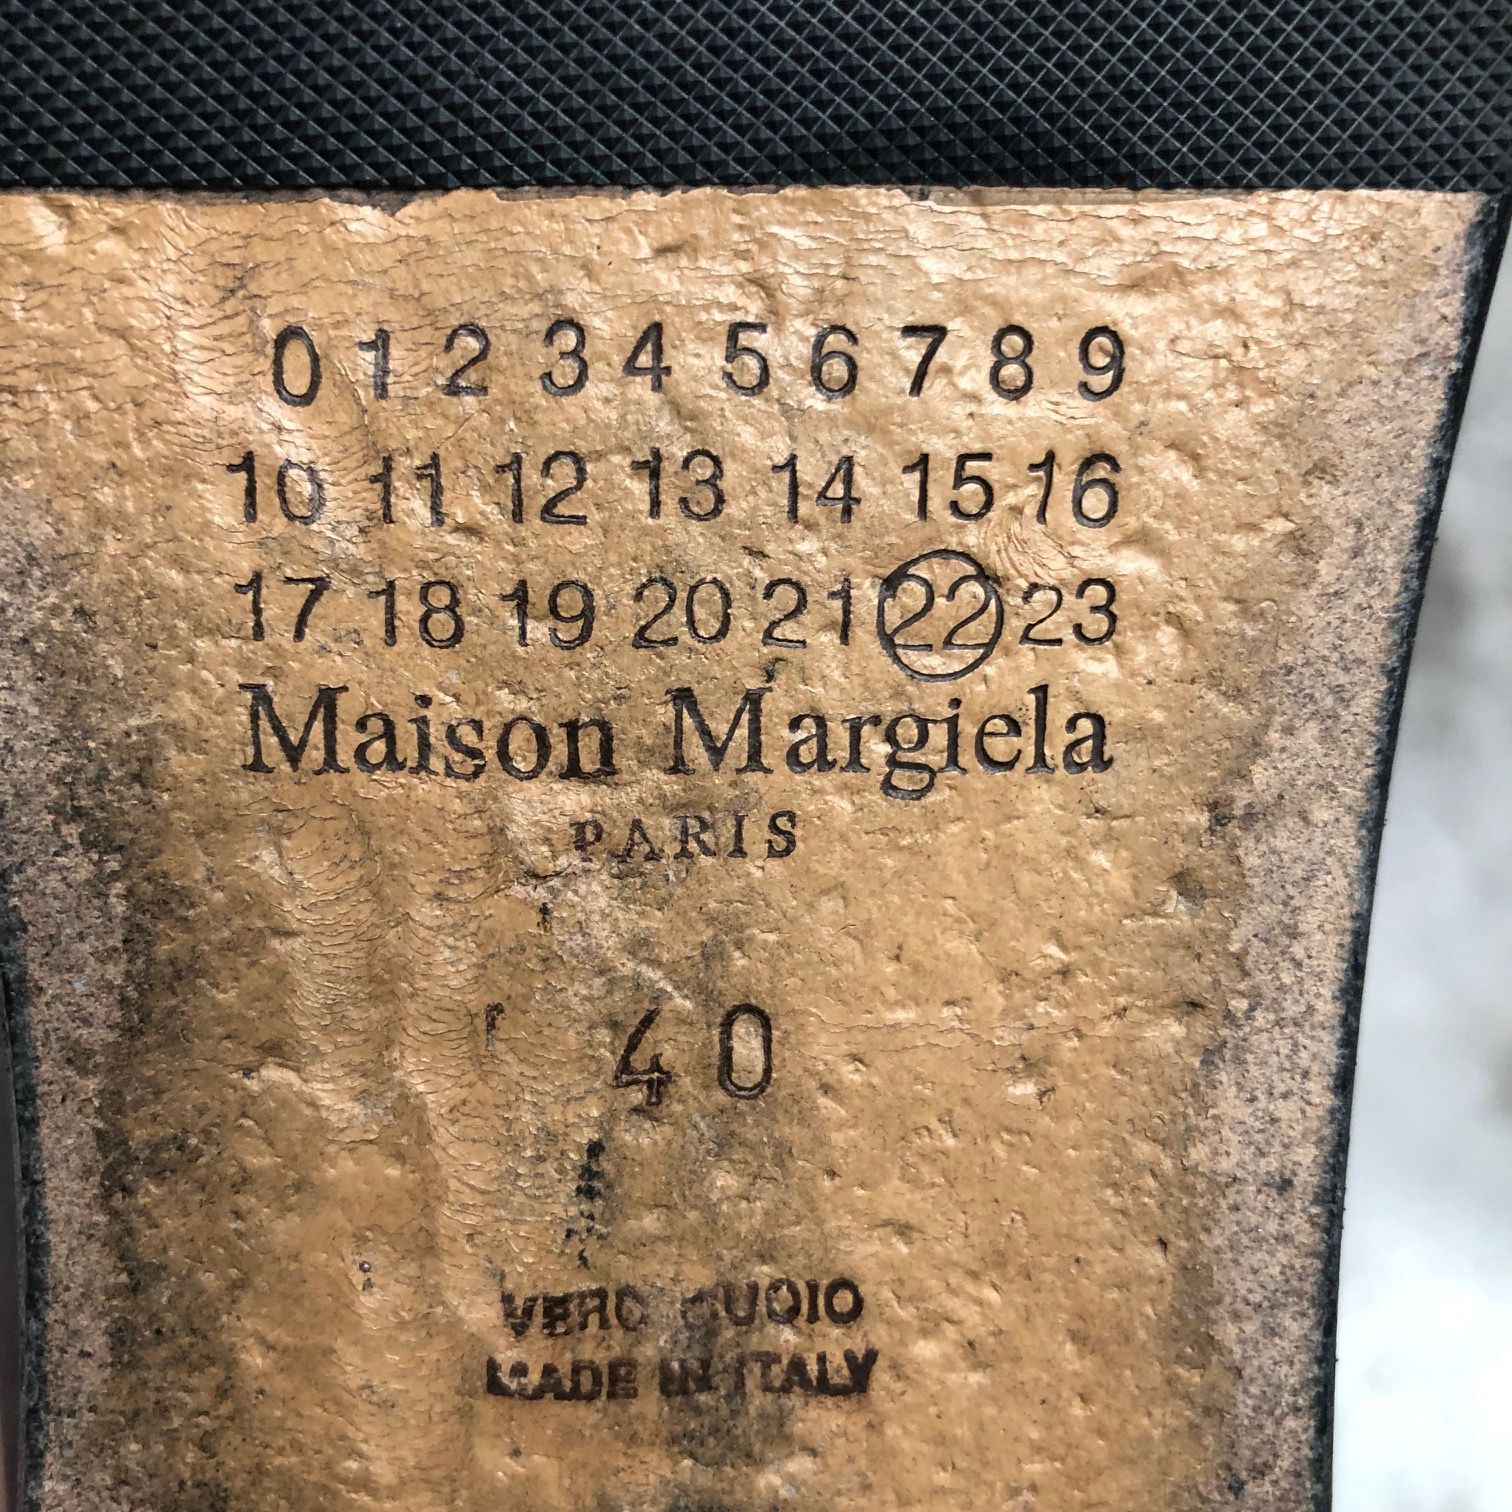 0 1 2 3 4 5 6 7 8 9
10 11 12 13 14 15 16
17 18 19 20 21 22 23
Maison Margiela
PARIS
40
VERO CUOIO
MADE IN ITALY